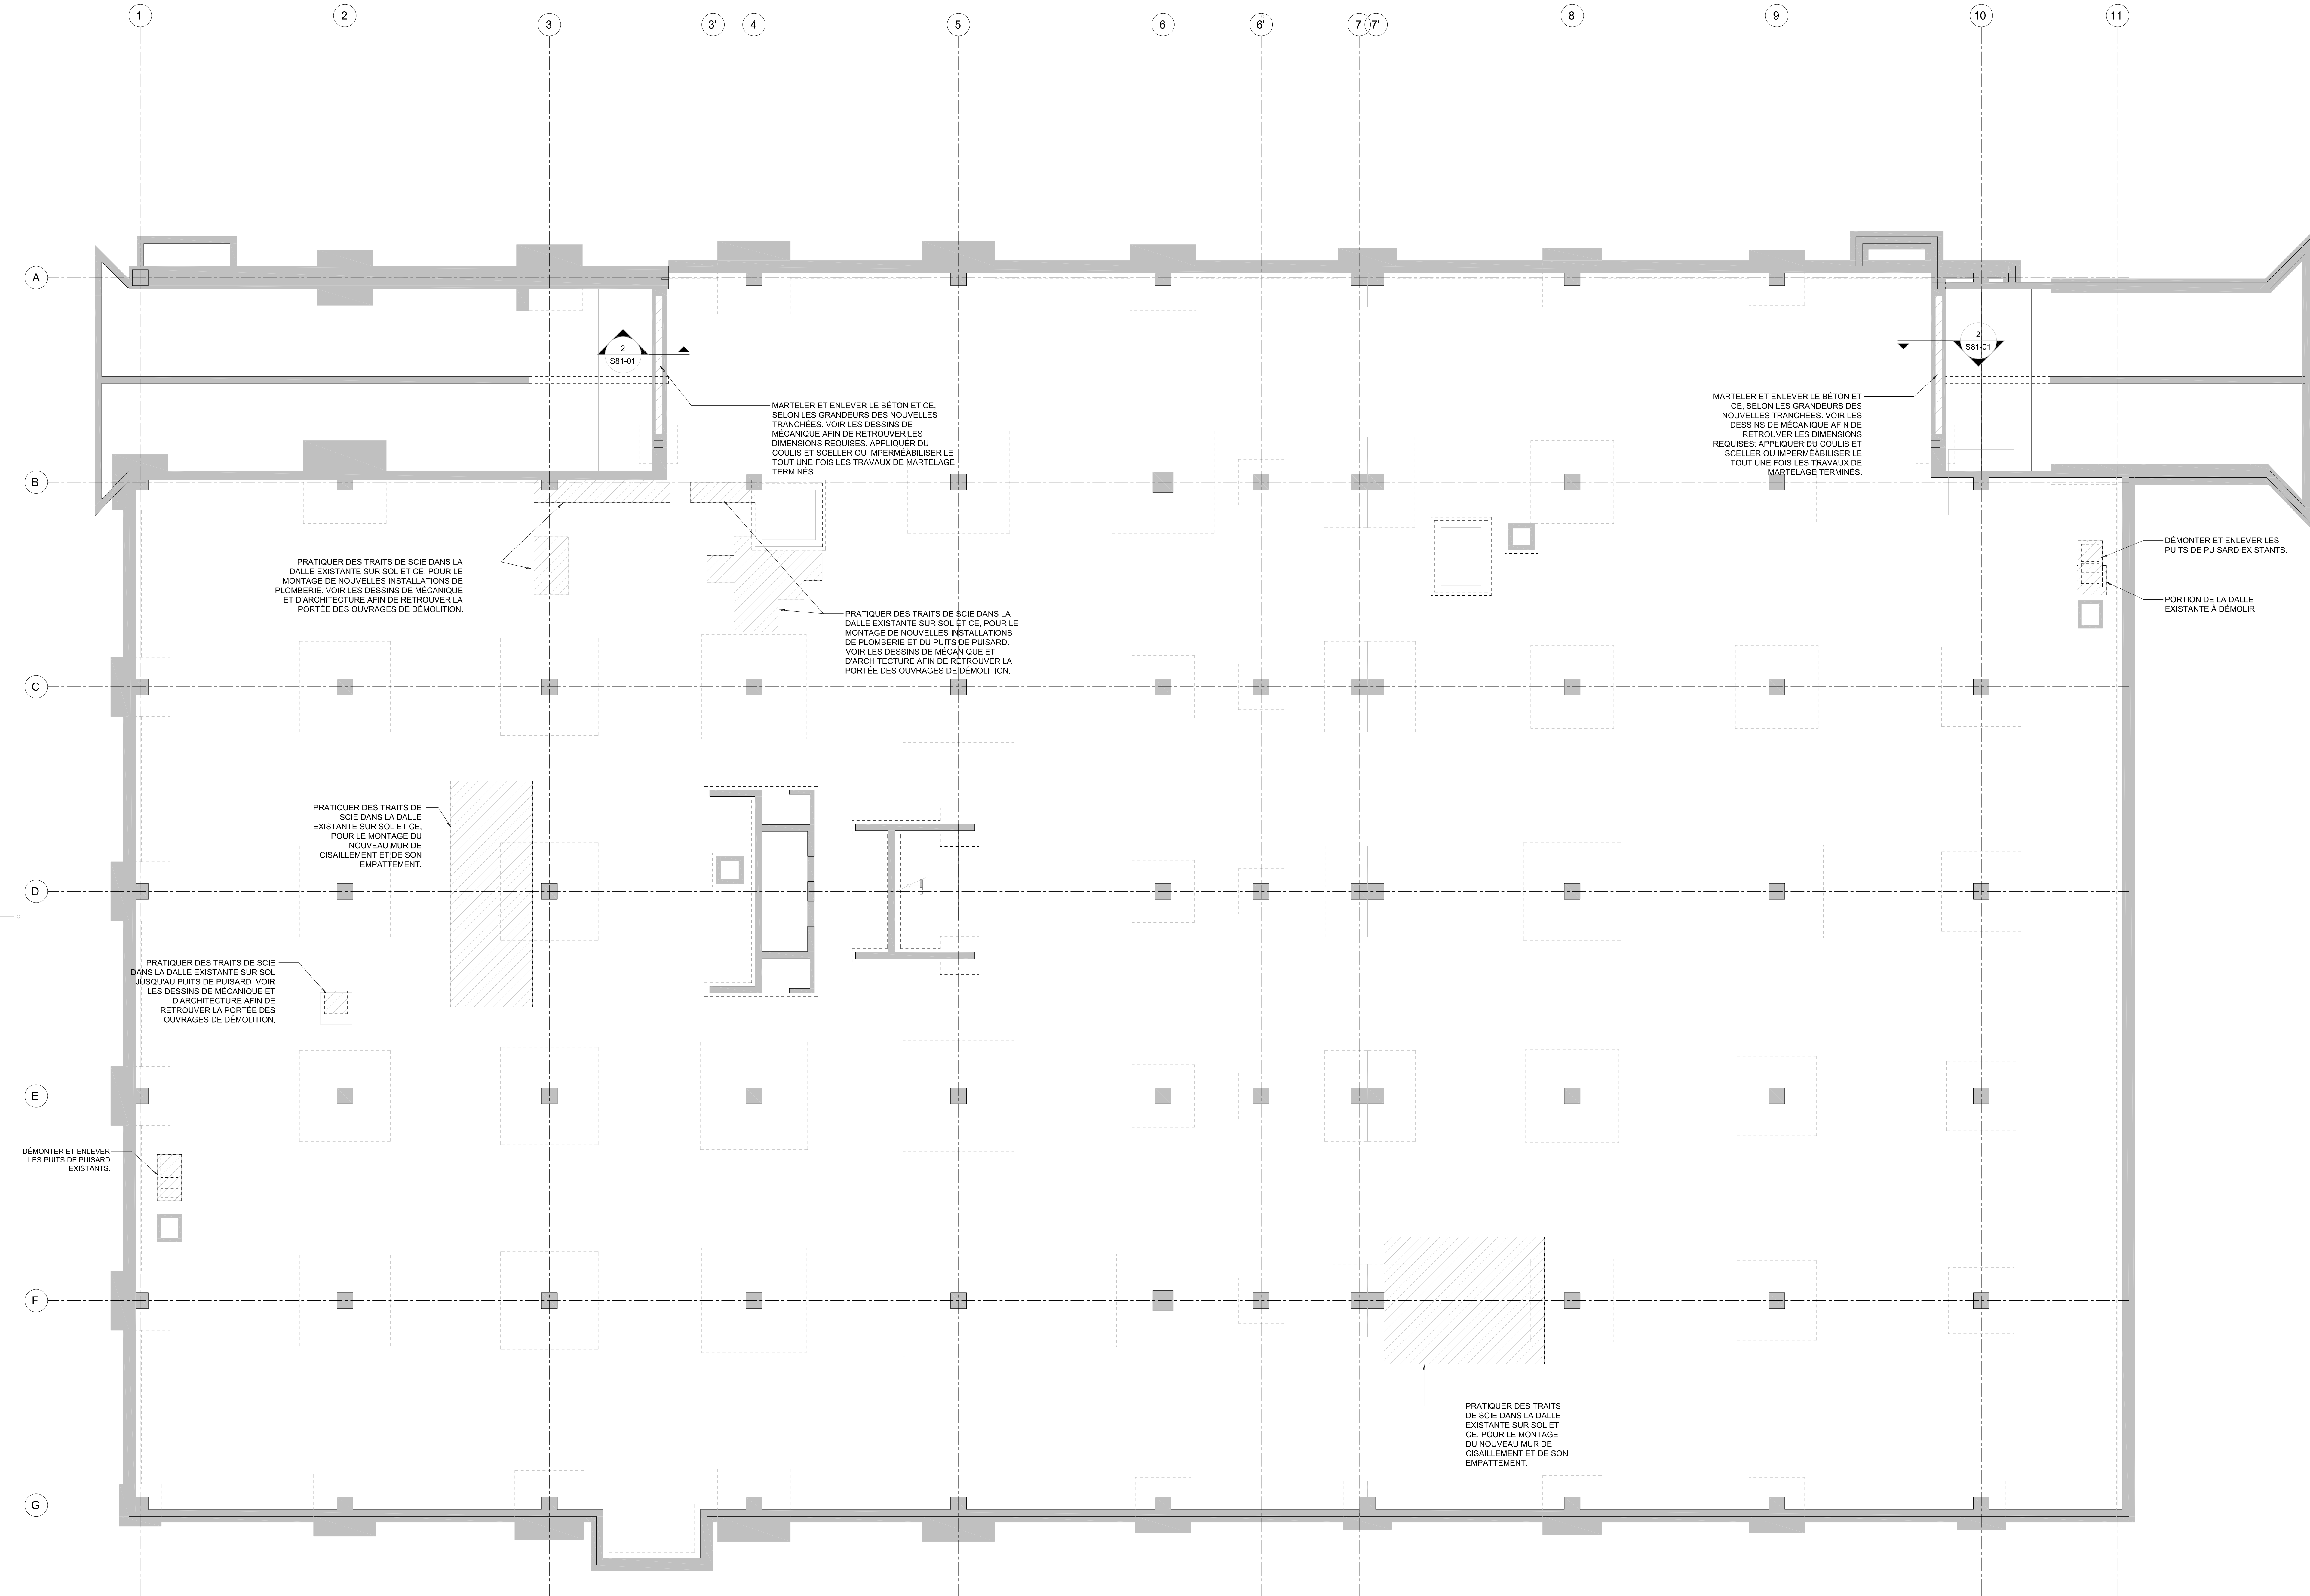 1
2
3
3'
4
5
6
6'
7
7'
8
9
10
11
A
B
C
D
E
F
G
2
S81-01
2
S81-01
MARTELER ET ENLEVER LE BÉTON ET CE,
SELON LES GRANDEURS DES NOUVELLES
TRANCHÉES. VOIR LES DESSINS DE
MÉCANIQUE AFIN DE RETROUVER LES
DIMENSIONS REQUISES. APPLIQUER DU
COULIS ET SCELLER OU IMPERMÉABILISER LE
TOUT UNE FOIS LES TRAVAUX DE MARTELAGE
TERMINÉS.
MARTELER ET ENLEVER LE BÉTON ET
CE, SELON LES GRANDEURS DES
NOUVELLES TRANCHÉES. VOIR LES
DESSINS DE MÉCANIQUE AFIN DE
RETROUVER LES DIMENSIONS
REQUISES. APPLIQUER DU COULIS ET
SCELLER OU IMPERMÉABILISER LE
TOUT UNE FOIS LES TRAVAUX DE
MARTELAGE TERMINÉS.
PRATIQUER DES TRAITS DE SCIE DANS LA
DALLE EXISTANTE SUR SOL ET CE, POUR LE
MONTAGE DE NOUVELLES INSTALLATIONS DE
PLOMBERIE. VOIR LES DESSINS DE MÉCANIQUE
ET D'ARCHITECTURE AFIN DE RETROUVER LA
PORTÉE DES OUVRAGES DE DÉMOLITION.
PRATIQUER DES TRAITS DE SCIE DANS LA
DALLE EXISTANTE SUR SOL ET CE, POUR LE
MONTAGE DE NOUVELLES INSTALLATIONS
DE PLOMBERIE ET DU PUITS DE PUISARD.
VOIR LES DESSINS DE MÉCANIQUE ET
D'ARCHITECTURE AFIN DE RETROUVER LA
PORTÉE DES OUVRAGES DE DÉMOLITION.
DÉMONTER ET ENLEVER LES
PUITS DE PUISARD EXISTANTS.
PORTION DE LA DALLE
EXISTANTE À DÉMOLIR
PRATIQUER DES TRAITS DE
SCIE DANS LA DALLE
EXISTANTE SUR SOL ET CE,
POUR LE MONTAGE DU
NOUVEAU MUR DE
CISAILLEMENT ET DE SON
EMPATTEMENT.
PRATIQUER DES TRAITS DE SCIE
DANS LA DALLE EXISTANTE SUR SOL
JUSQU'AU PUITS DE PUISARD. VOIR
LES DESSINS DE MÉCANIQUE ET
D'ARCHITECTURE AFIN DE
RETROUVER LA PORTÉE DES
OUVRAGES DE DÉMOLITION.
DÉMONTER ET ENLEVER
LES PUITS DE PUISARD
EXISTANTS.
PRATIQUER DES TRAITS
DE SCIE DANS LA DALLE
EXISTANTE SUR SOL ET
CE, POUR LE MONTAGE
DU NOUVEAU MUR DE
CISAILLEMENT ET DE SON
EMPATTEMENT.